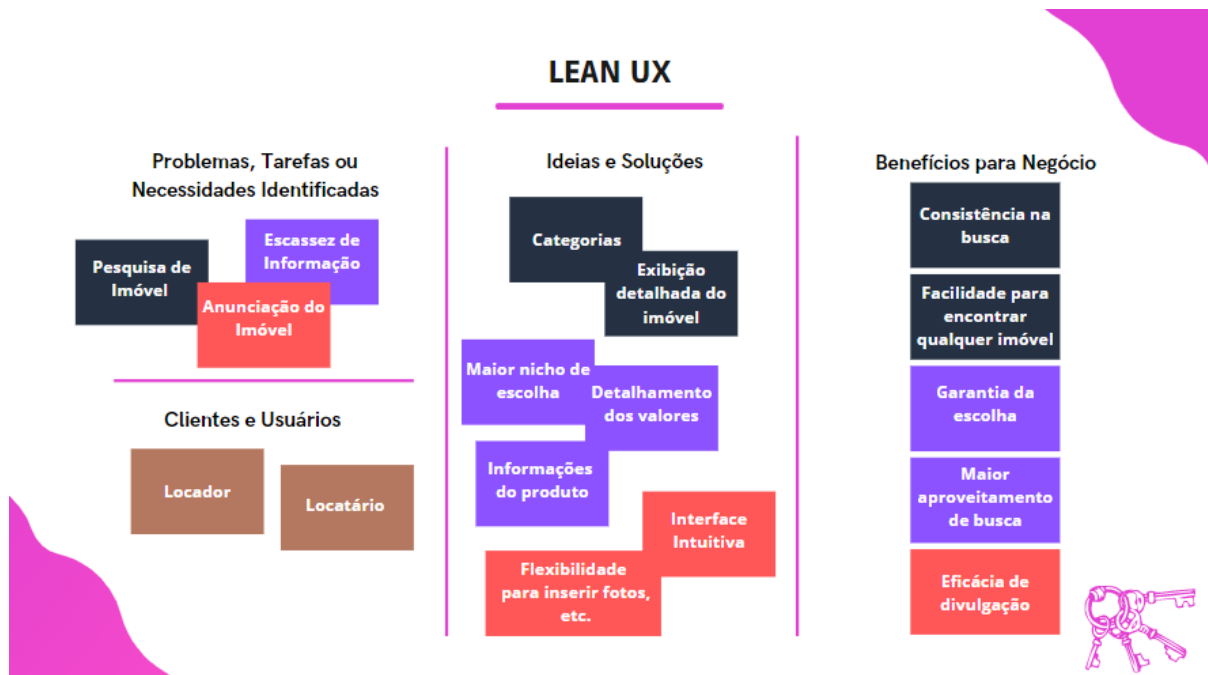 LEAN UX
Problemas, Tarefas ou
Necessidades Identificadas
Pesquisa de
Imóvel
Escassez de
Informação
Anunciação do
Imóvel
Clientes e Usuários
Locador
Locatário
Ideias e Soluções
Categorias
Exibição
detalhada do
imóvel
Maior nicho de
escolha
Detalhamento
dos valores
Informações
do produto
Interface
Intuitiva
Flexibilidade
para inserir fotos,
etc.
Benefícios para Negócio
Consistência na
busca
Facilidade para
encontrar
qualquer imóvel
Garantia da
escolha
Maior
aproveitamento
de busca
Eficácia de
divulgação